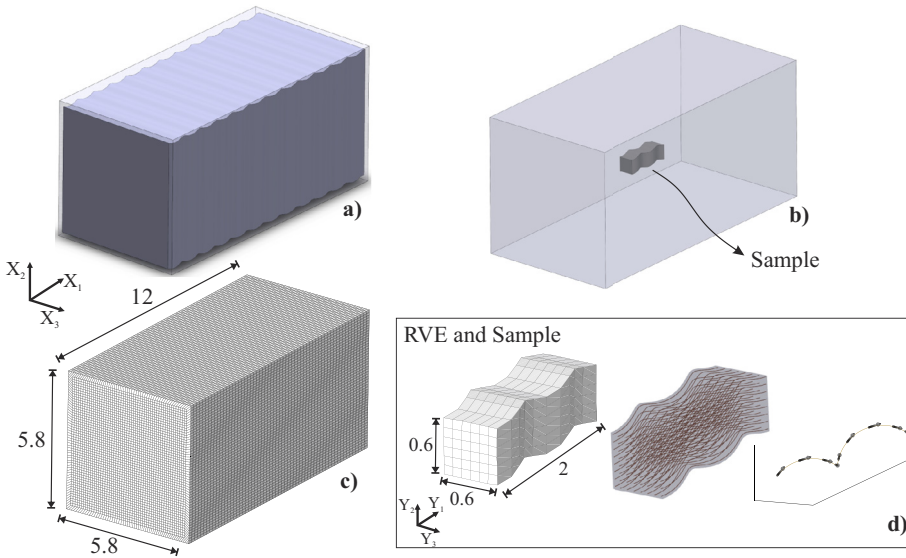 a)
b)
Sample
X₂
X₁
X₃
12
5.8
5.8
c)
RVE and Sample
0.6
0.6
2
Y₂
Y₁
Y₃
d)